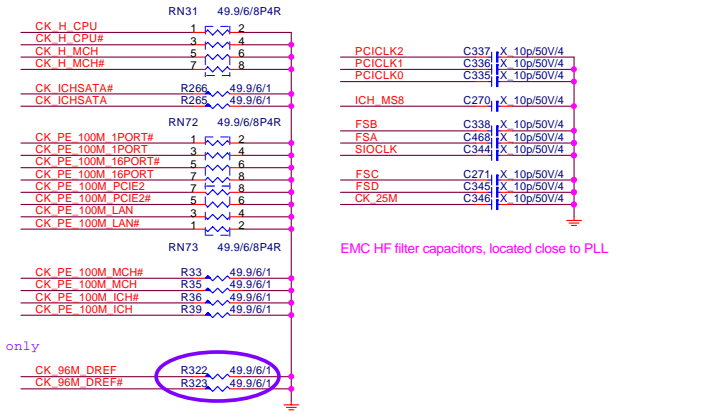 RN31 49.9/6/8P4R
CK_H_CPU 1 2
CK_H_CPU# 3 4
CK_H_MCH 5 6
CK_H_MCH# 7 8
CK_ICHSATA# R266 49.9/6/1
CK_ICHSATA R265 49.9/6/1
RN72 49.9/6/8P4R
CK_PE_100M_1PORT# 1 2
CK_PE_100M_1PORT 3 4
CK_PE_100M_16PORT# 5 6
CK_PE_100M_16PORT 7 8
CK_PE_100M_PCIE2 7 8
CK_PE_100M_PCIE2# 5 6
CK_PE_100M_LAN 3 4
CK_PE_100M_LAN# 1 2
RN73 49.9/6/8P4R
CK_PE_100M_MCH# R33 49.9/6/1
CK_PE_100M_MCH R35 49.9/6/1
CK_PE_100M_ICH# R36 49.9/6/1
CK_PE_100M_ICH R39 49.9/6/1
only
CK_96M_DREF R322 49.9/6/1
CK_96M_DREF# R323 49.9/6/1
PCICLK2 C337 X_10p/50V/4
PCICLK1 C336 X_10p/50V/4
PCICLK0 C335 X_10p/50V/4
ICH_MS8 C270 X_10p/50V/4
FSB C338 X_10p/50V/4
FSA C468 X_10p/50V/4
SIOCLK C344 X_10p/50V/4
FSC C271 X_10p/50V/4
FSD C345 X_10p/50V/4
CK_25M C346 X_10p/50V/4
EMC HF filter capacitors, located close to PLL